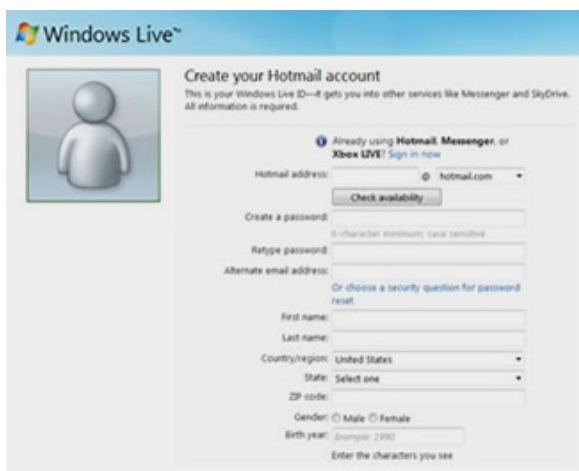 Windows Live™
Create your Hotmail account
This is your Windows Live ID—it gets you into other services like Messenger and SkyDrive.
All information is required.
Already using Hotmail, Messenger, or
Xbox LIVE? Sign in now
Hotmail address:
@ hotmail.com
Check availability
Create a password:
6-character minimum; case sensitive
Retype password:
Alternate email address:
Or choose a security question for password
reset
First name:
Last name:
Country/region: United States
State: Select one
ZIP code:
Gender: Male Female
Birth year: Example: 1990
Enter the characters you see